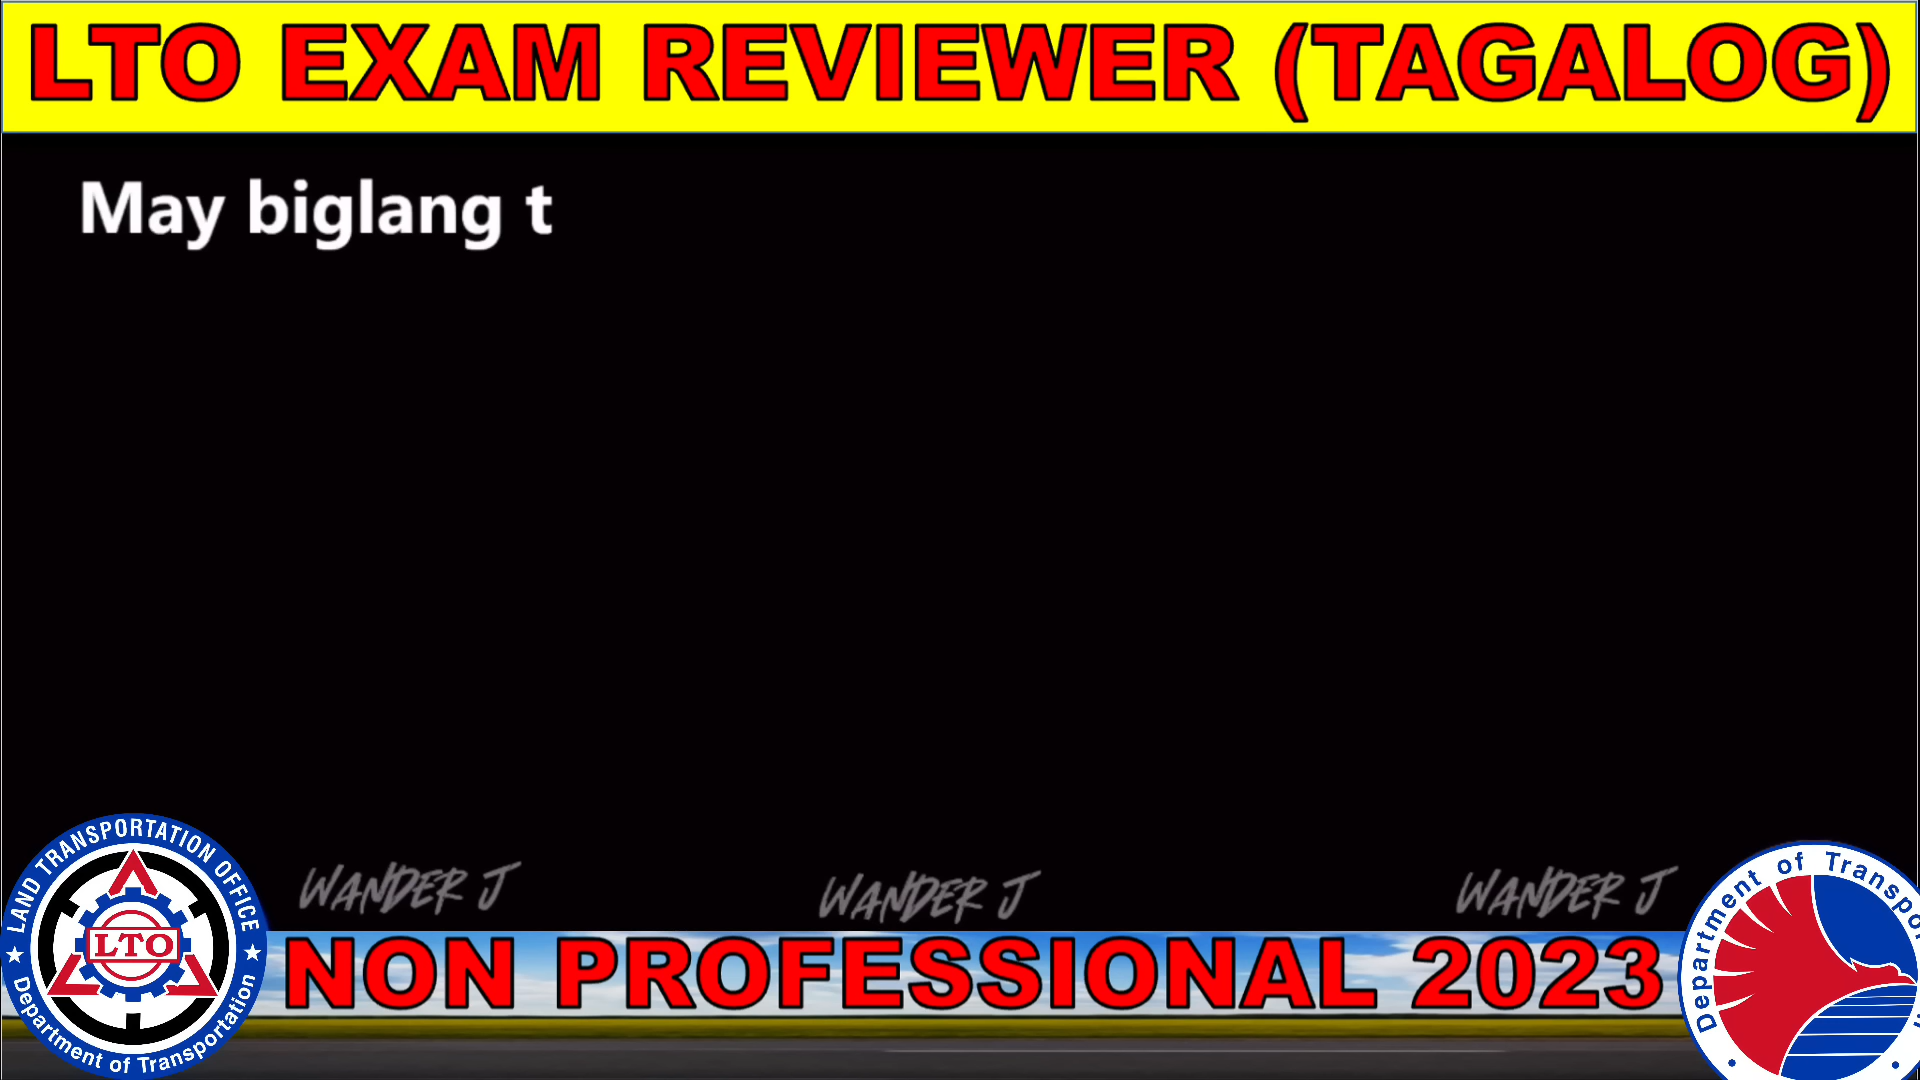 LTO EXAM REVIEWER (TAGALOG)
May biglang t
WANDER J
WANDER J
WANDER J
LAND TRANSPORTATION OFFICE
LTO
Department of Transportation
NON PROFESSIONAL 2023
Department of Transpor